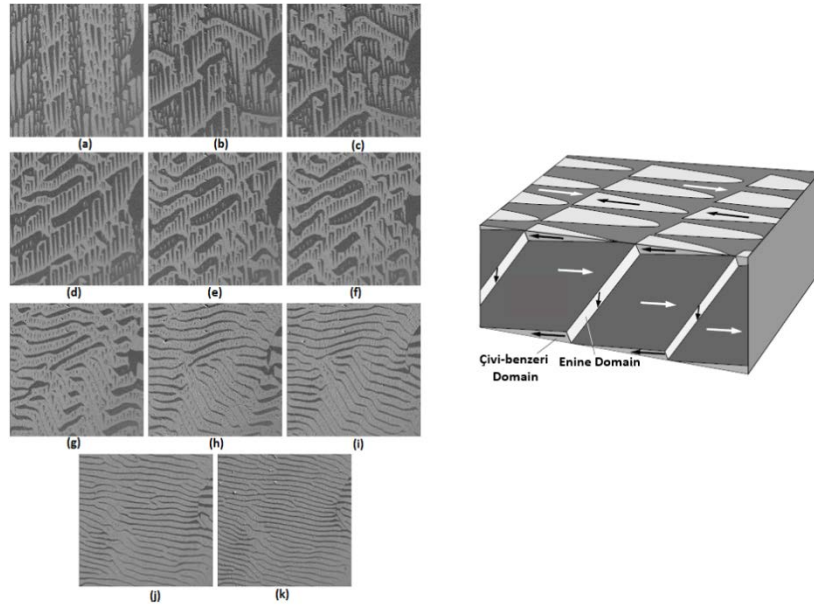 (a)
(b)
(c)
(d)
(e)
(f)
(g)
(h)
(i)
(j)
(k)
Çivi-benzeri
Domain
Enine Domain